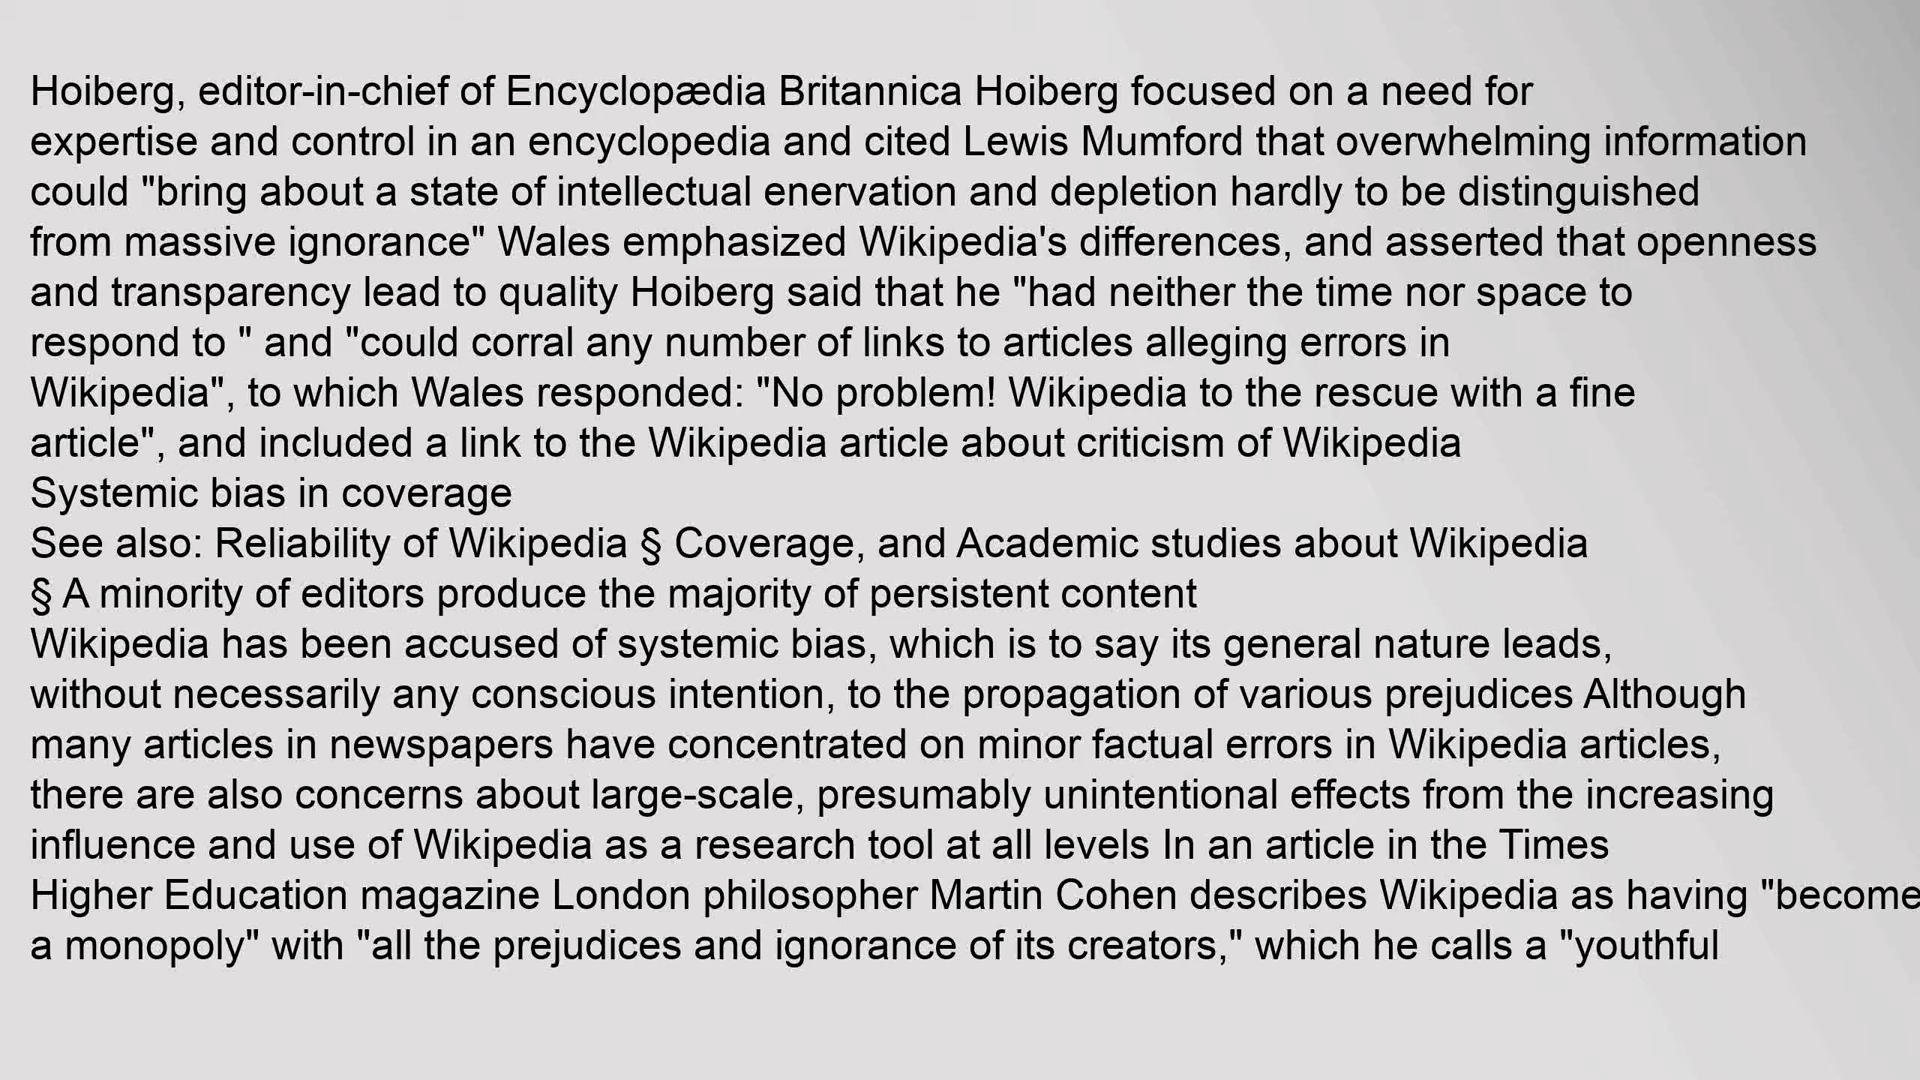 Hoiberg, editor-in-chief of Encyclopædia Britannica Hoiberg focused on a need for
expertise and control in an encyclopedia and cited Lewis Mumford that overwhelming information
could "bring about a state of intellectual enervation and depletion hardly to be distinguished
from massive ignorance" Wales emphasized Wikipedia's differences, and asserted that openness
and transparency lead to quality Hoiberg said that he "had neither the time nor space to
respond to " and "could corral any number of links to articles alleging errors in
Wikipedia", to which Wales responded: "No problem! Wikipedia to the rescue with a fine
article", and included a link to the Wikipedia article about criticism of Wikipedia
Systemic bias in coverage
See also: Reliability of Wikipedia § Coverage, and Academic studies about Wikipedia
§ A minority of editors produce the majority of persistent content
Wikipedia has been accused of systemic bias, which is to say its general nature leads,
without necessarily any conscious intention, to the propagation of various prejudices Although
many articles in newspapers have concentrated on minor factual errors in Wikipedia articles,
there are also concerns about large-scale, presumably unintentional effects from the increasing
influence and use of Wikipedia as a research tool at all levels In an article in the Times
Higher Education magazine London philosopher Martin Cohen describes Wikipedia as having "become
a monopoly" with "all the prejudices and ignorance of its creators," which he calls a "youthful